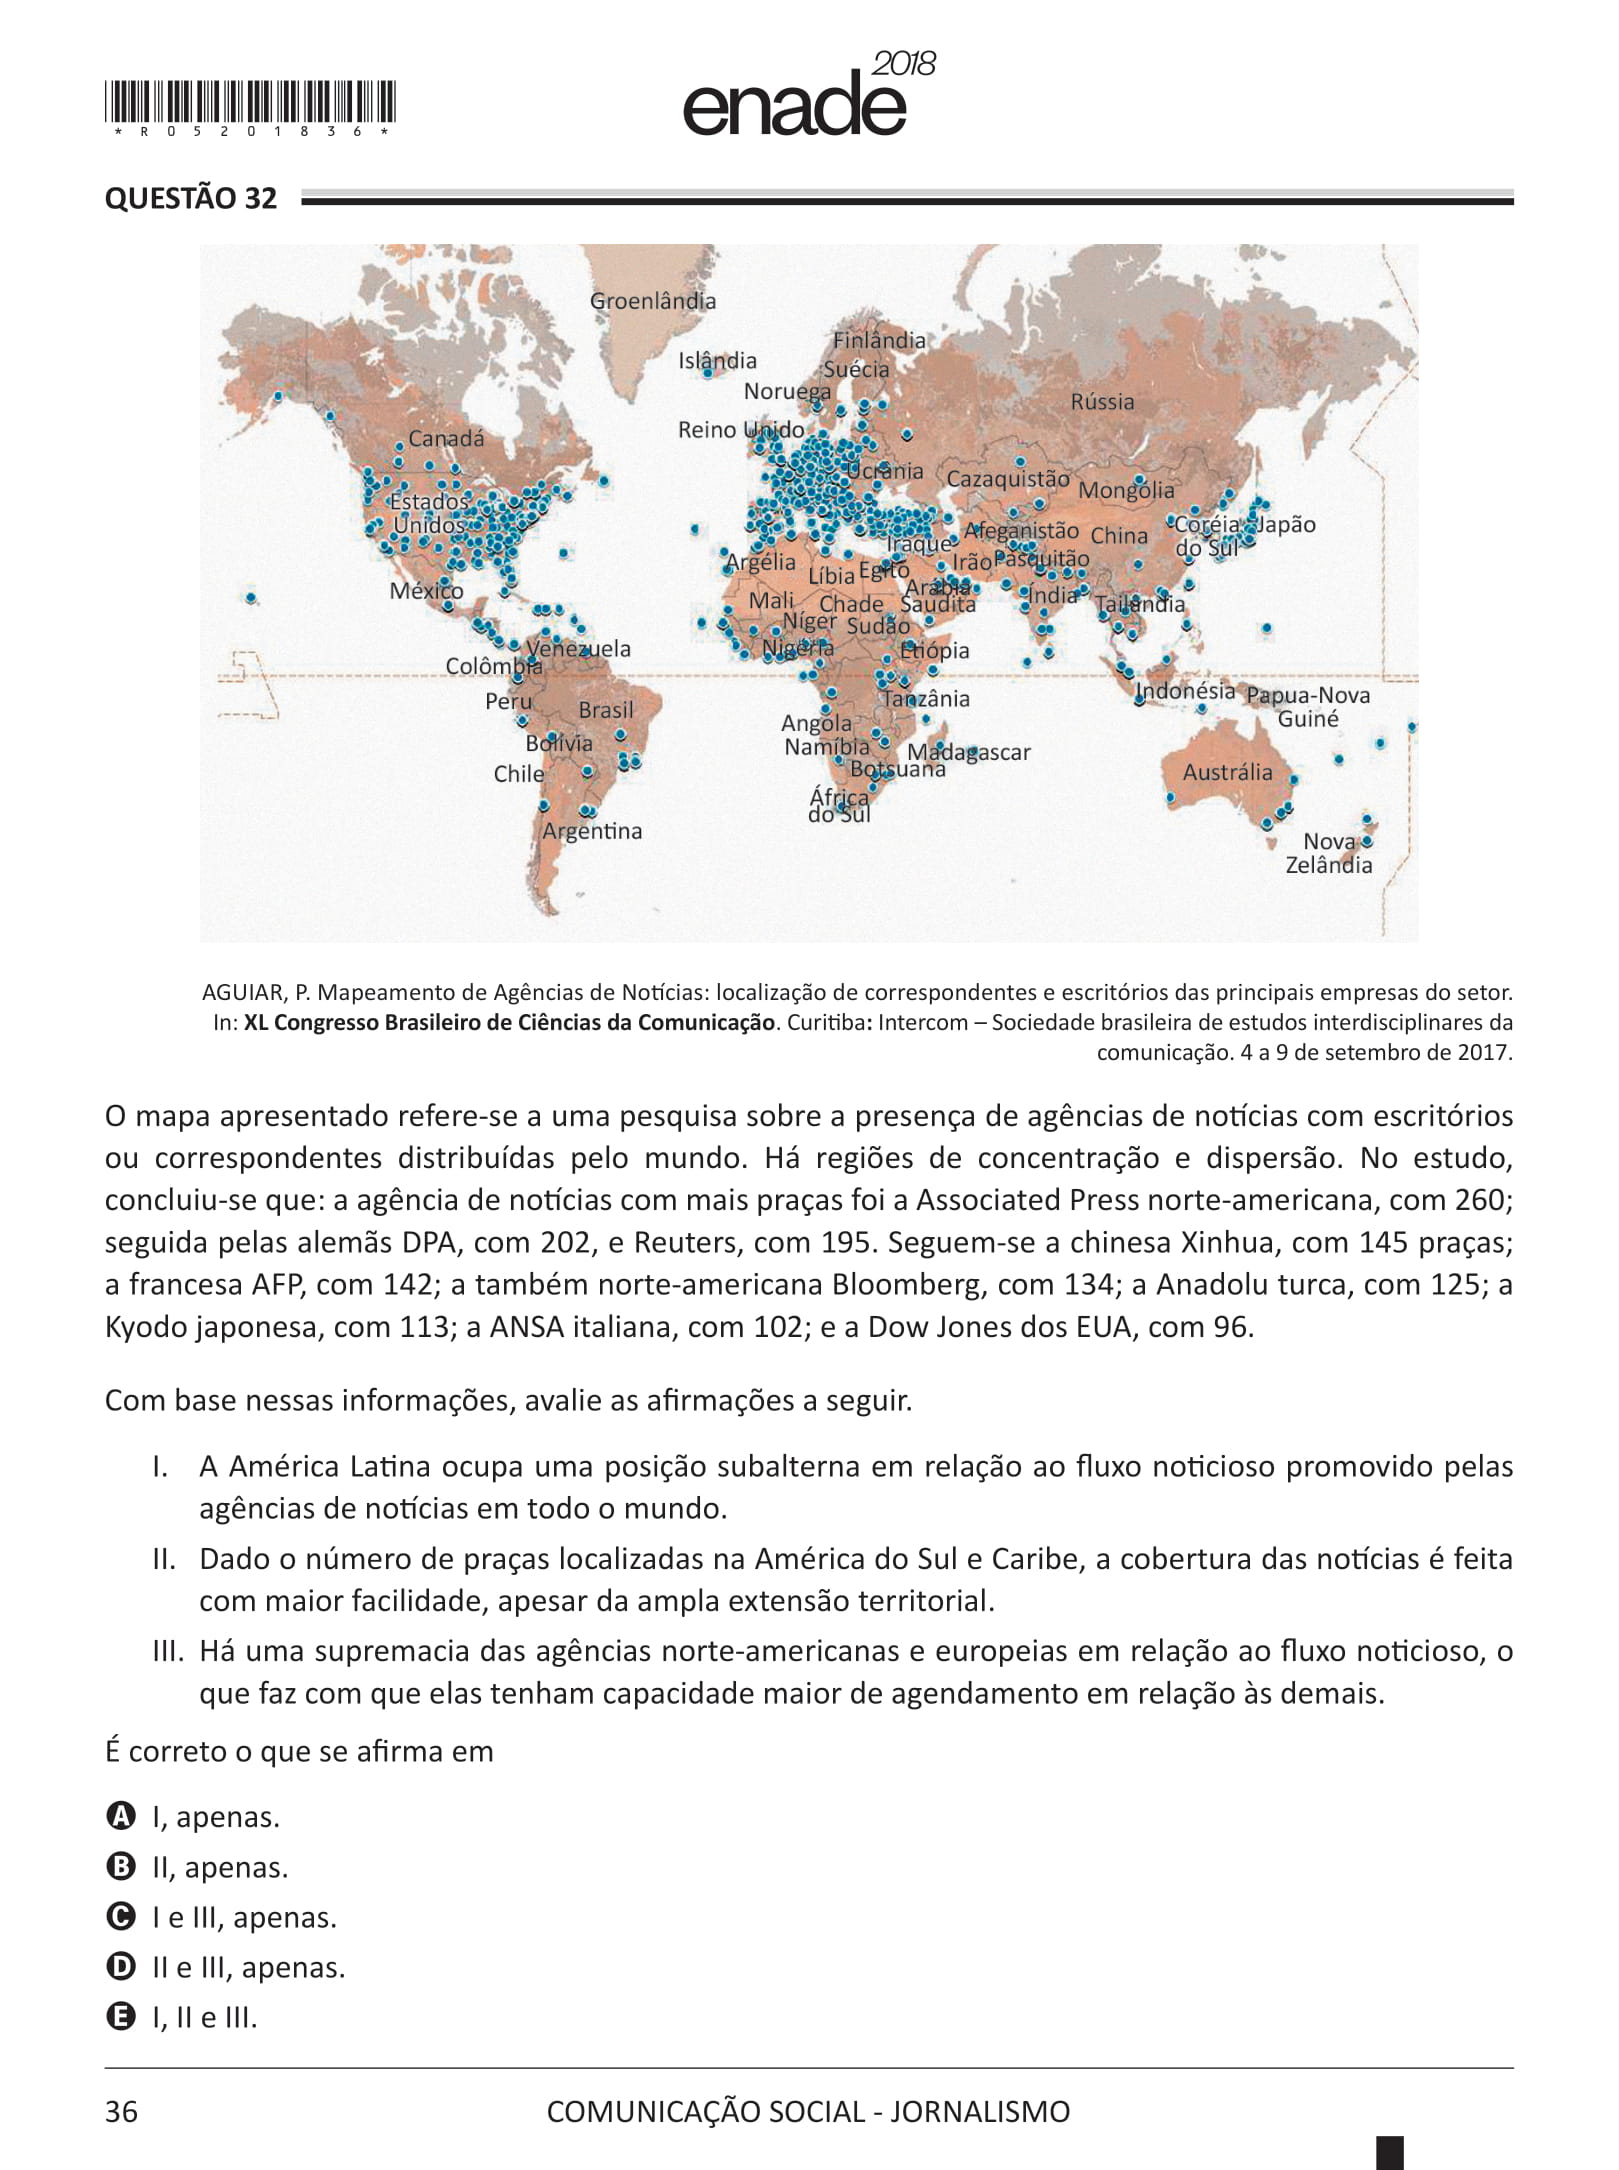 * R 0 5 2 0 1 8 3 6 *
enade 2018
QUESTÃO 32
Groenlândia
Finlândia
Islândia
Suécia
Noruega
Rússia
Reino Unido
Canadá
Ucrânia
Cazaquistão
Mongólia
Estados
Unidos
Afeganistão
China
Coréia
do Sul
Japão
Iraque
Irão
Pasquitão
Argélia
Líbia
Egito
México
Arábia
Saudita
Índia
Tailândia
Mali
Chade
Níger
Sudão
Nigéria
Etiópia
Venezuela
Colômbia
Peru
Brasil
Tanzânia
Indonésia
Papua-Nova
Guiné
Angola
Bolívia
Namíbia
Madagascar
Botsuana
Chile
Austrália
África
do Sul
Argentina
Nova
Zelândia
AGUIAR, P. Mapeamento de Agências de Notícias: localização de correspondentes e escritórios das principais empresas do setor.
In: XL Congresso Brasileiro de Ciências da Comunicação. Curitiba: Intercom – Sociedade brasileira de estudos interdisciplinares da
comunicação. 4 a 9 de setembro de 2017.
O mapa apresentado refere-se a uma pesquisa sobre a presença de agências de notícias com escritórios
ou correspondentes distribuídas pelo mundo. Há regiões de concentração e dispersão. No estudo,
concluiu-se que: a agência de notícias com mais praças foi a Associated Press norte-americana, com 260;
seguida pelas alemãs DPA, com 202, e Reuters, com 195. Seguem-se a chinesa Xinhua, com 145 praças;
a francesa AFP, com 142; a também norte-americana Bloomberg, com 134; a Anadolu turca, com 125; a
Kyodo japonesa, com 113; a ANSA italiana, com 102; e a Dow Jones dos EUA, com 96.
Com base nessas informações, avalie as afirmações a seguir.
I. A América Latina ocupa uma posição subalterna em relação ao fluxo noticioso promovido pelas
agências de notícias em todo o mundo.
II. Dado o número de praças localizadas na América do Sul e Caribe, a cobertura das notícias é feita
com maior facilidade, apesar da ampla extensão territorial.
III. Há uma supremacia das agências norte-americanas e europeias em relação ao fluxo noticioso, o
que faz com que elas tenham capacidade maior de agendamento em relação às demais.
É correto o que se afirma em
A I, apenas.
B II, apenas.
C I e III, apenas.
D II e III, apenas.
E I, II e III.
36
COMUNICAÇÃO SOCIAL - JORNALISMO